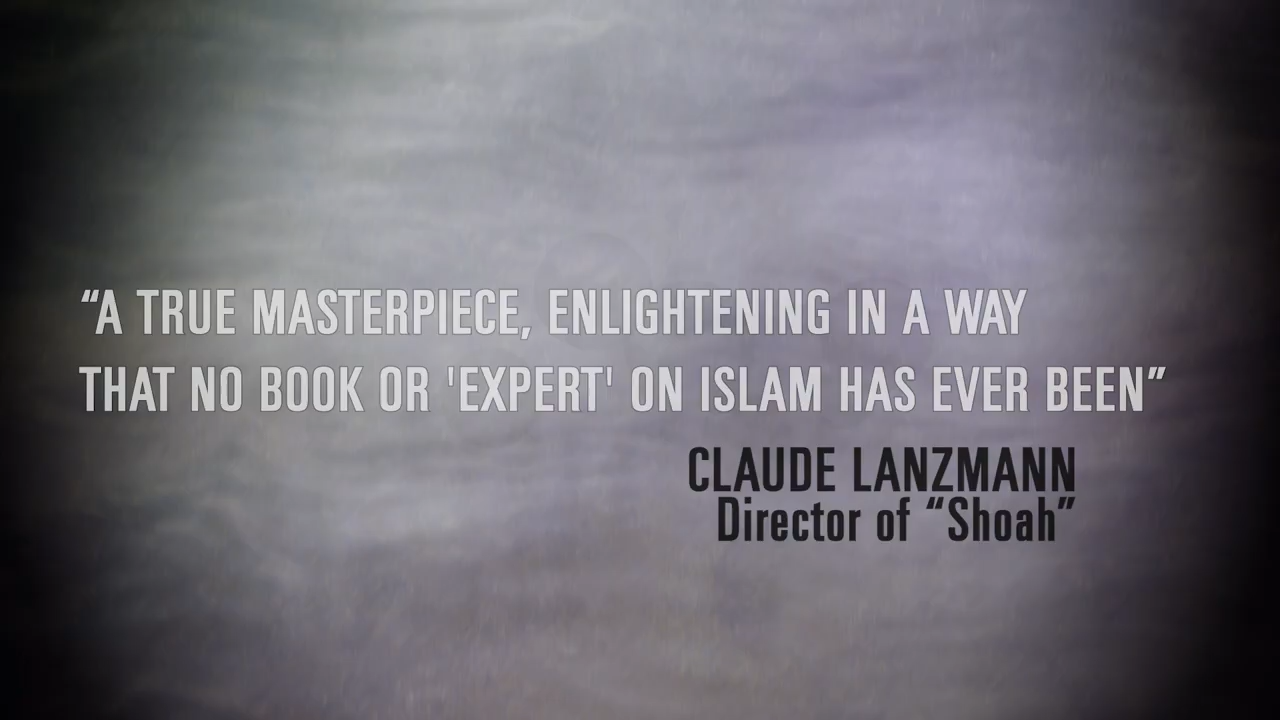 “A TRUE MASTERPIECE, ENLIGHTENING IN A WAY
THAT NO BOOK OR 'EXPERT' ON ISLAM HAS EVER BEEN”
CLAUDE LANZMANN
Director of “Shoah”